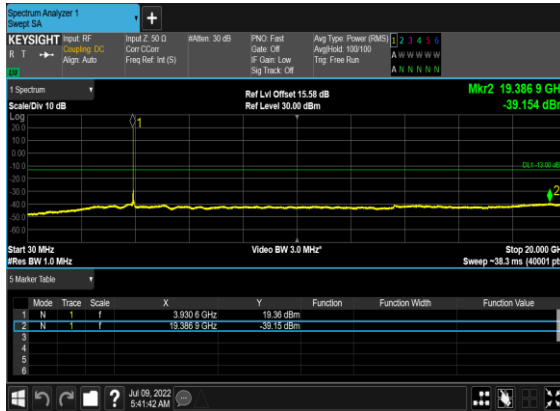 Spectrum Analyzer 1
Swept SA
KEYSIGHT
R T
Input: RF
Coupling: DC
Align: Auto
Input Z: 50 Ω
Corr CCorr
Freq Ref: Int (S)
#Atten: 30 dB
PNO: Fast
Gate: Off
IF Gain: Low
Sig Track: Off
Avg Type: Power (RMS)
Avg|Hold: 100/100
Trig: Free Run
1 2 3 4 5 6
A W W W W W
A N N N N N
1 Spectrum
Scale/Div 10 dB
Ref Lvl Offset 15.58 dB
Ref Level 30.00 dBm
Mkr2 19.386 9 GHz
-39.154 dBm
Log
20.0
10.0
0.00
-10.0
-20.0
-30.0
-40.0
-50.0
-60.0
1
DL1 -13.00 dBm
2
Start 30 MHz
#Res BW 1.0 MHz
Video BW 3.0 MHz*
Stop 20.000 GHz
Sweep ~38.3 ms (40001 pts)
5 Marker Table
Mode Trace Scale X Y Function Function Width Function Value
1 N 1 f 3.930 6 GHz 19.36 dBm
2 N 1 f 19.386 9 GHz -39.15 dBm
3
4
5
6
?
Jul 09, 2022
5:41:42 AM